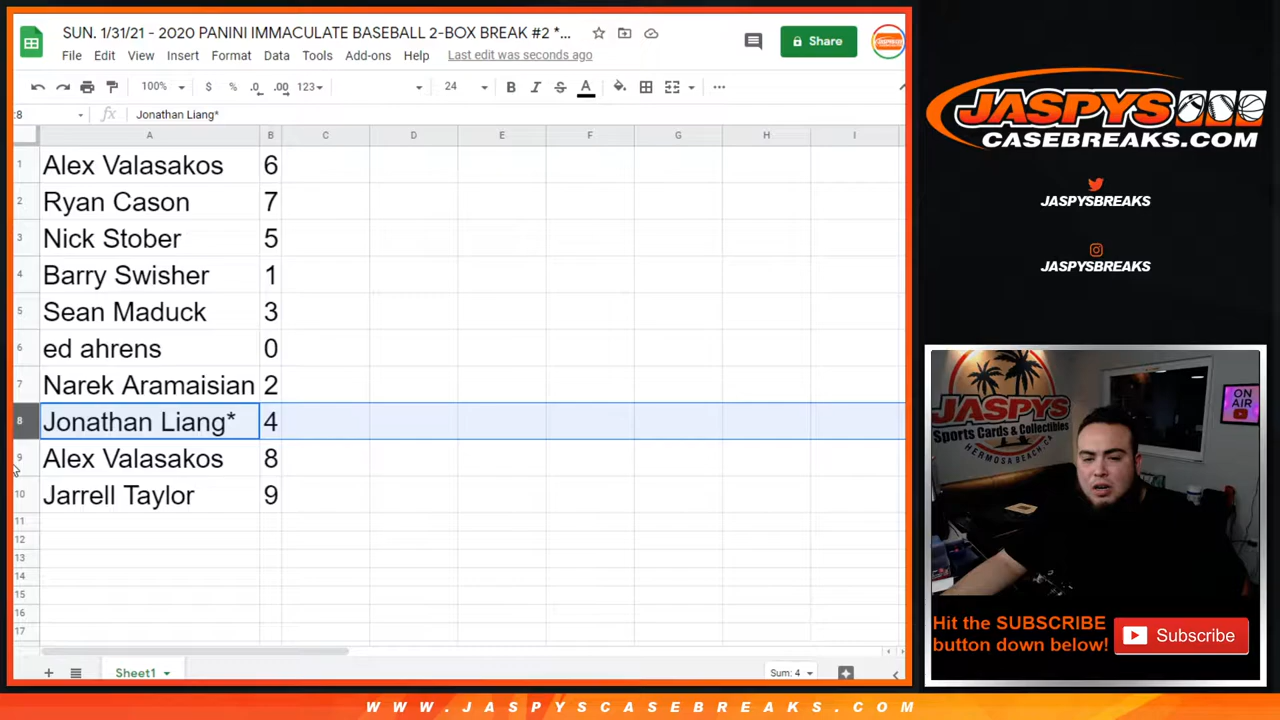 SUN. 1/31/21 - 2020 PANINI IMMACULATE BASEBALL 2-BOX BREAK #2 *...
File Edit View Insert Format Data Tools Add-ons Help Last edit was seconds ago
Share
100% $ % .0 .00 123 24 B I S A
:8 fx Jonathan Liang*
A B C D E F G H I
1 Alex Valasakos 6
2 Ryan Cason 7
3 Nick Stober 5
4 Barry Swisher 1
5 Sean Maduck 3
6 ed ahrens 0
7 Narek Aramaisian 2
8 Jonathan Liang* 4
9 Alex Valasakos 8
10 Jarrell Taylor 9
11
12
13
14
15
16
17
Sheet1 Sum: 4
JASPYS
CASEBREAKS.COM
JASPYSBREAKS
JASPYSBREAKS
JASPYS
Sports Cards & Collectibles
HERMOSA BEACH, CA
ON AIR
Hit the SUBSCRIBE
button down below!
Subscribe
WWW.JASPYSCASEBREAKS.COM